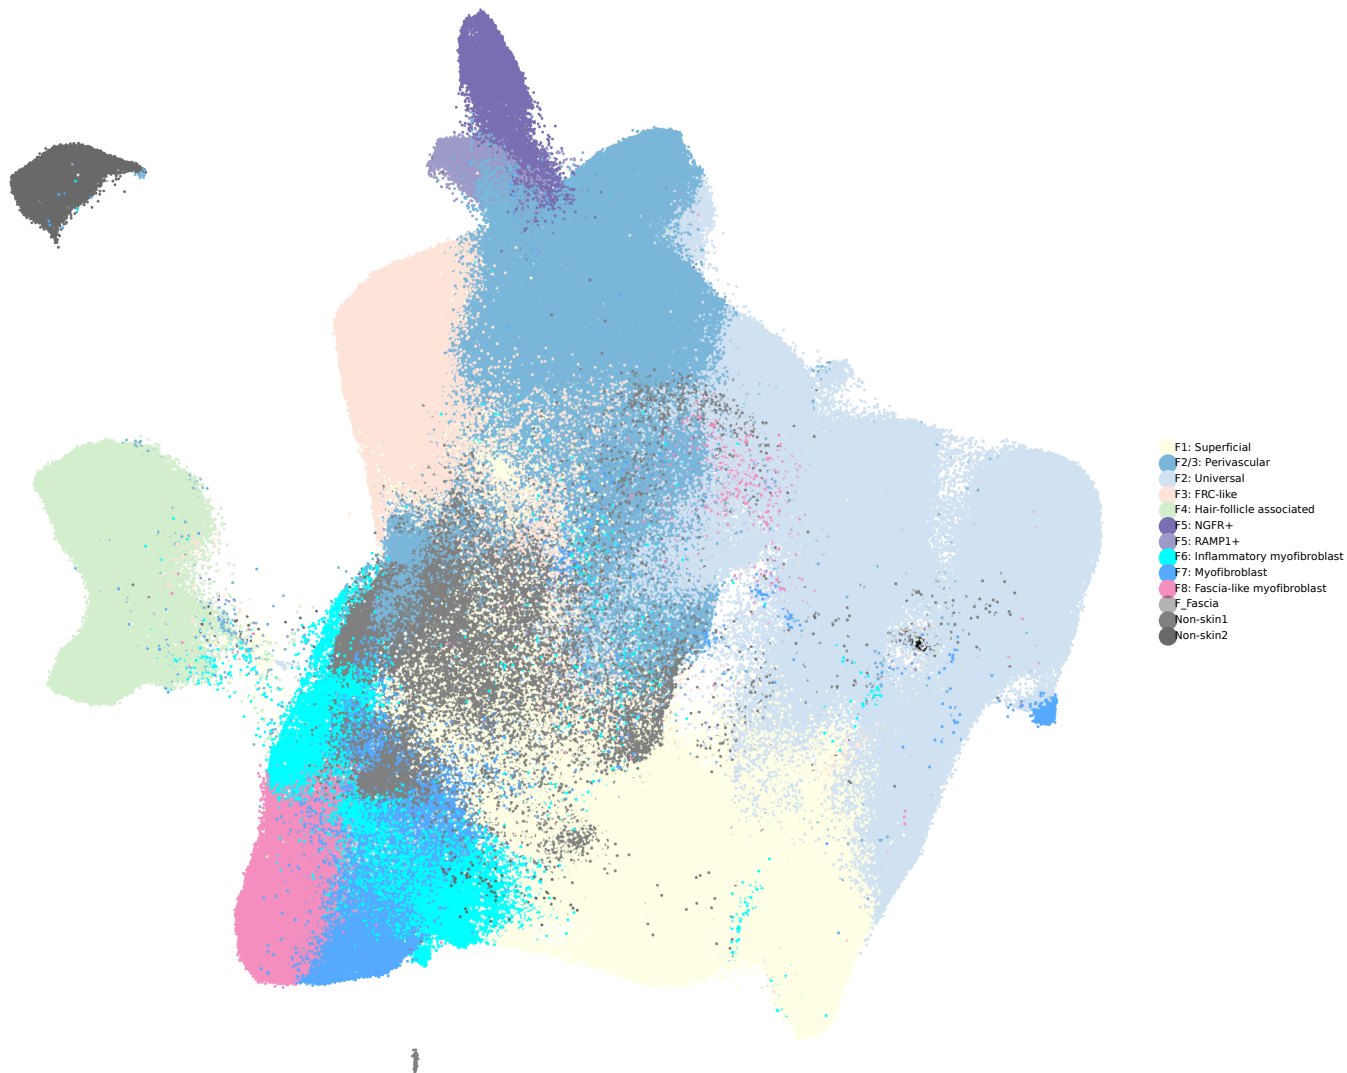 F1: Superficial
F2/3: Perivascular
F2: Universal
F3: FRC-like
F4: Hair-follicle associated
F5: NGFR+
F5: RAMP1+
F6: Inflammatory myofibroblast
F7: Myofibroblast
F8: Fascia-like myofibroblast
F_Fascia
Non-skin1
Non-skin2